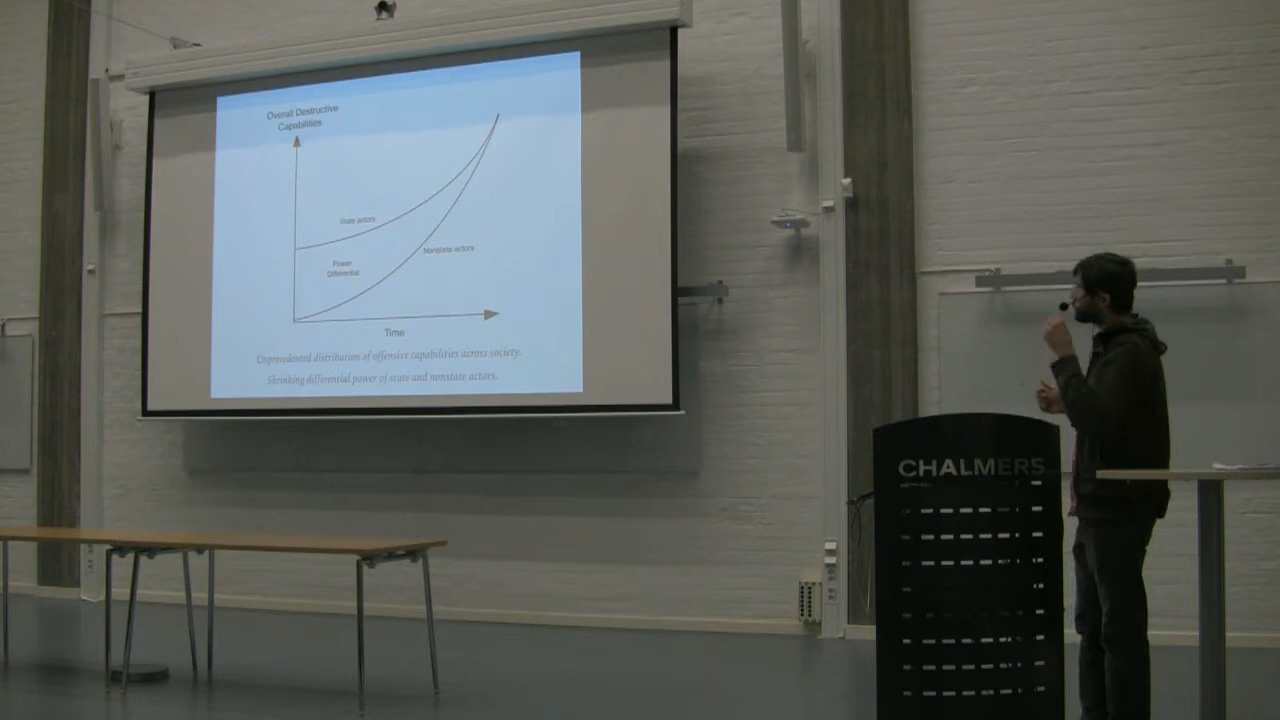 Overall Destructive
Capabilities
State actors
Nonstate actors
Power
Differential
Time
Unprecedented distribution of offensive capabilities across society.
Shrinking differential power of state and nonstate actors.
CHALMERS